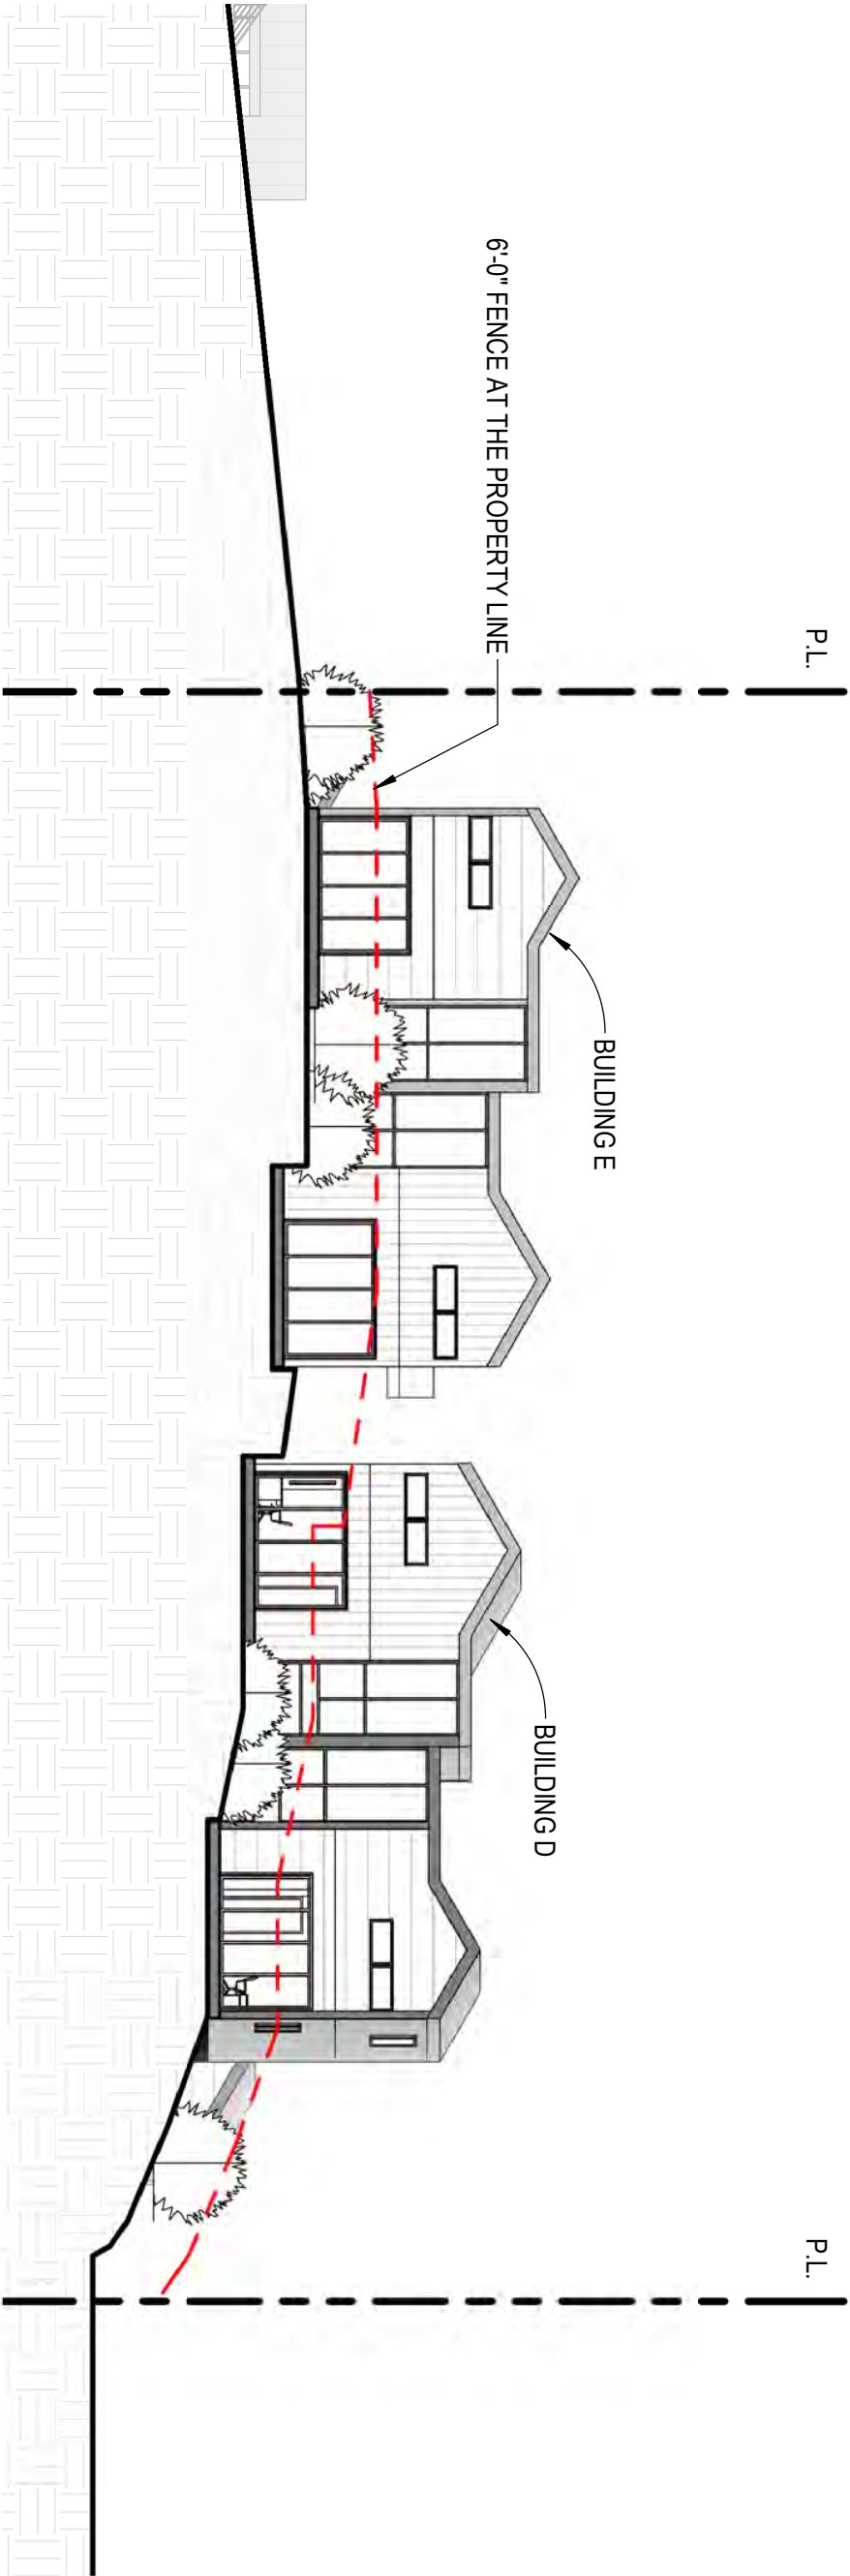 P.L.
P.L.
6'-0" FENCE AT THE PROPERTY LINE
BUILDING E
BUILDING D